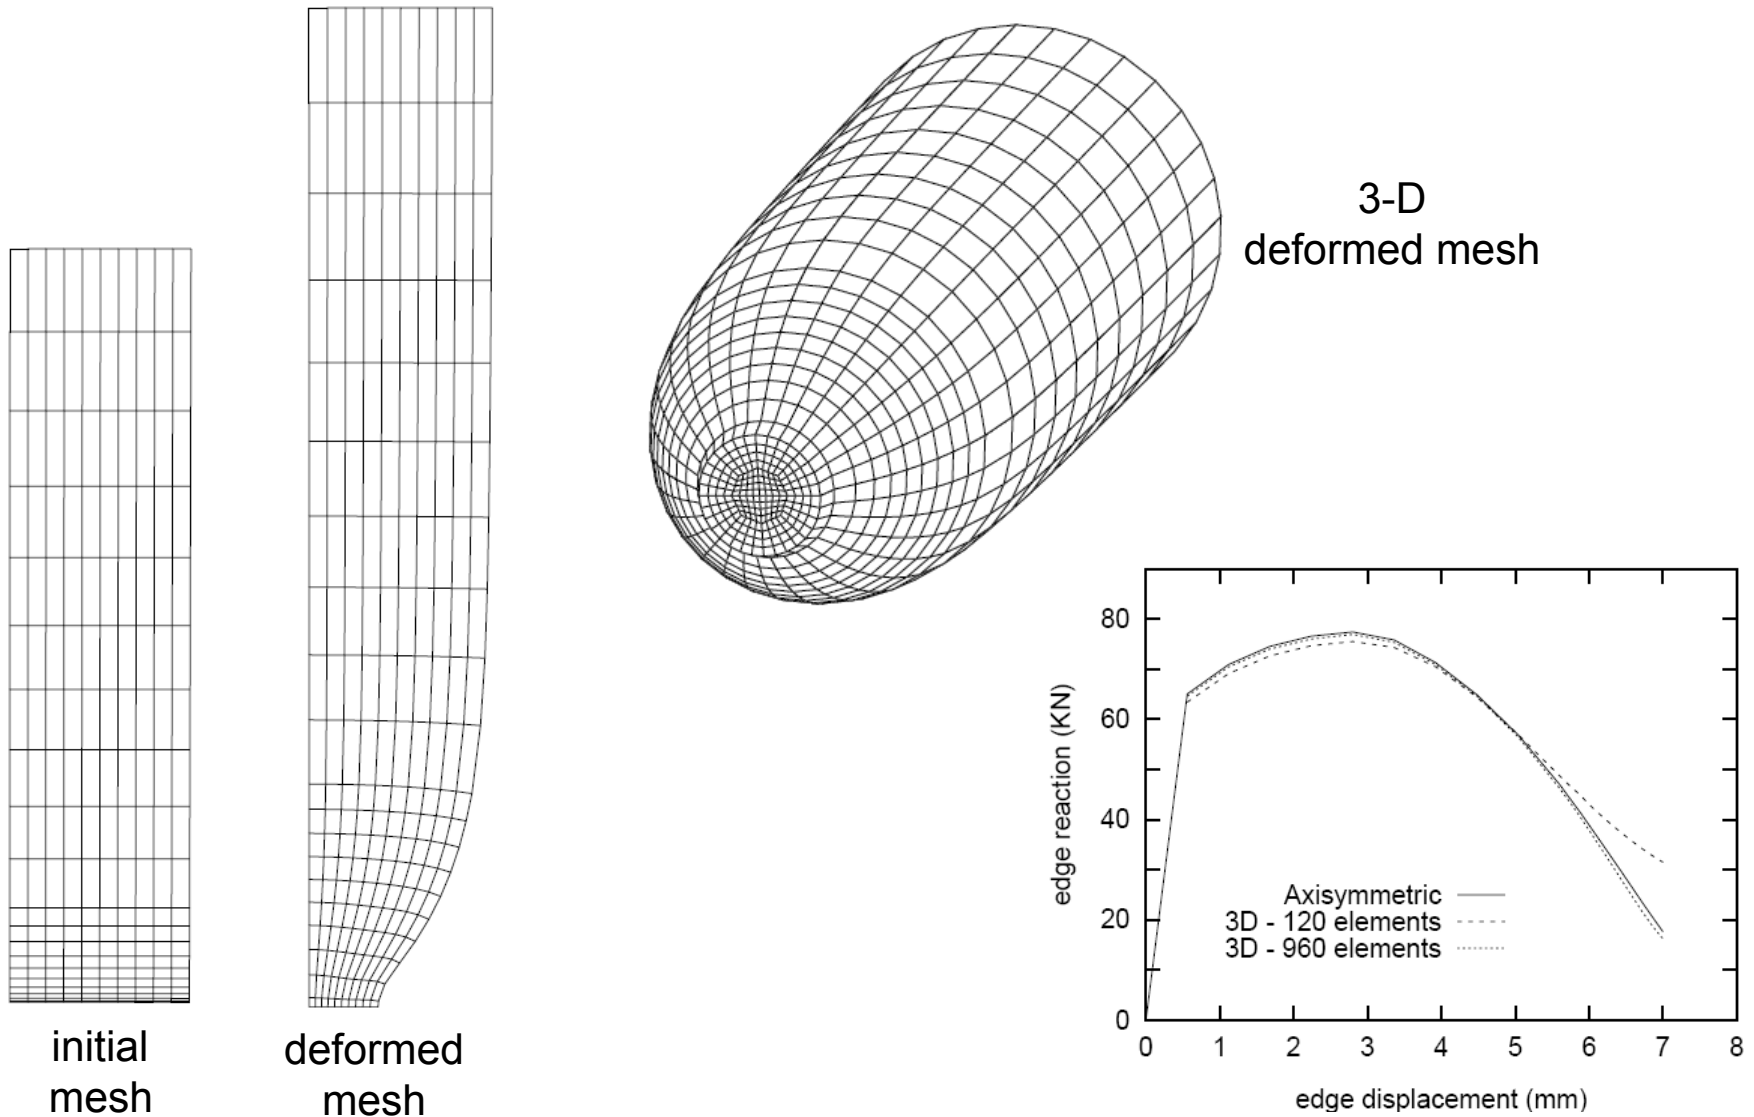 3-D
deformed mesh
initial
mesh
deformed
mesh
edge reaction (KN)
80
60
40
20
0
Axisymmetric
3D - 120 elements
3D - 960 elements
0 1 2 3 4 5 6 7 8
edge displacement (mm)